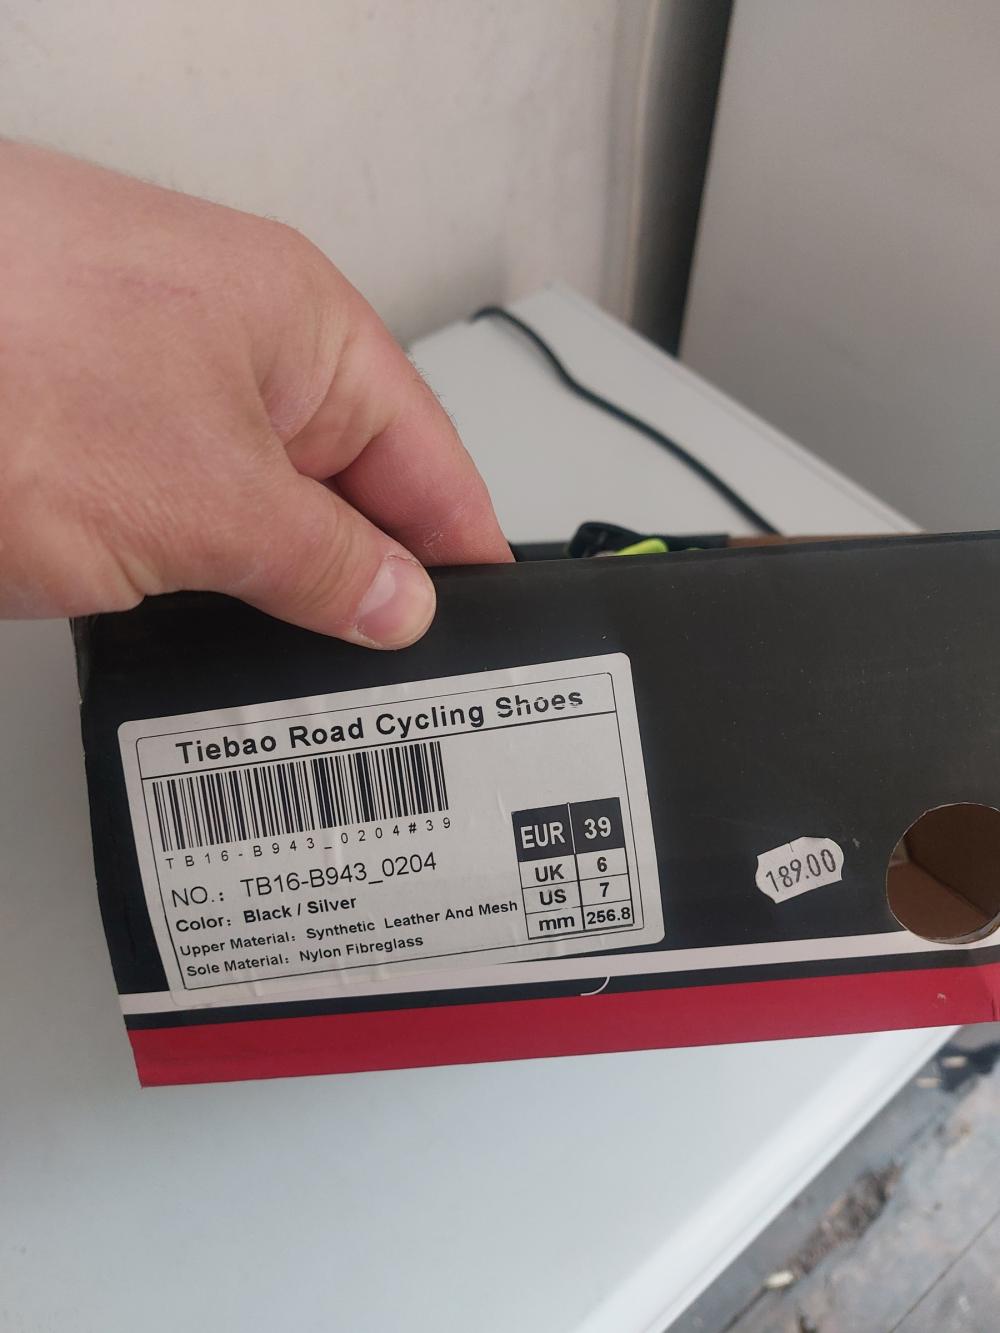 Tiebao Road Cycling Shoes
TB16-B943_0204#39
NO.: TB16-B943_0204
Color: Black / Silver
Upper Material: Synthetic Leather And Mesh
Sole Material: Nylon Fibreglass
EUR 39
UK 6
US 7
mm 256.8
189.00